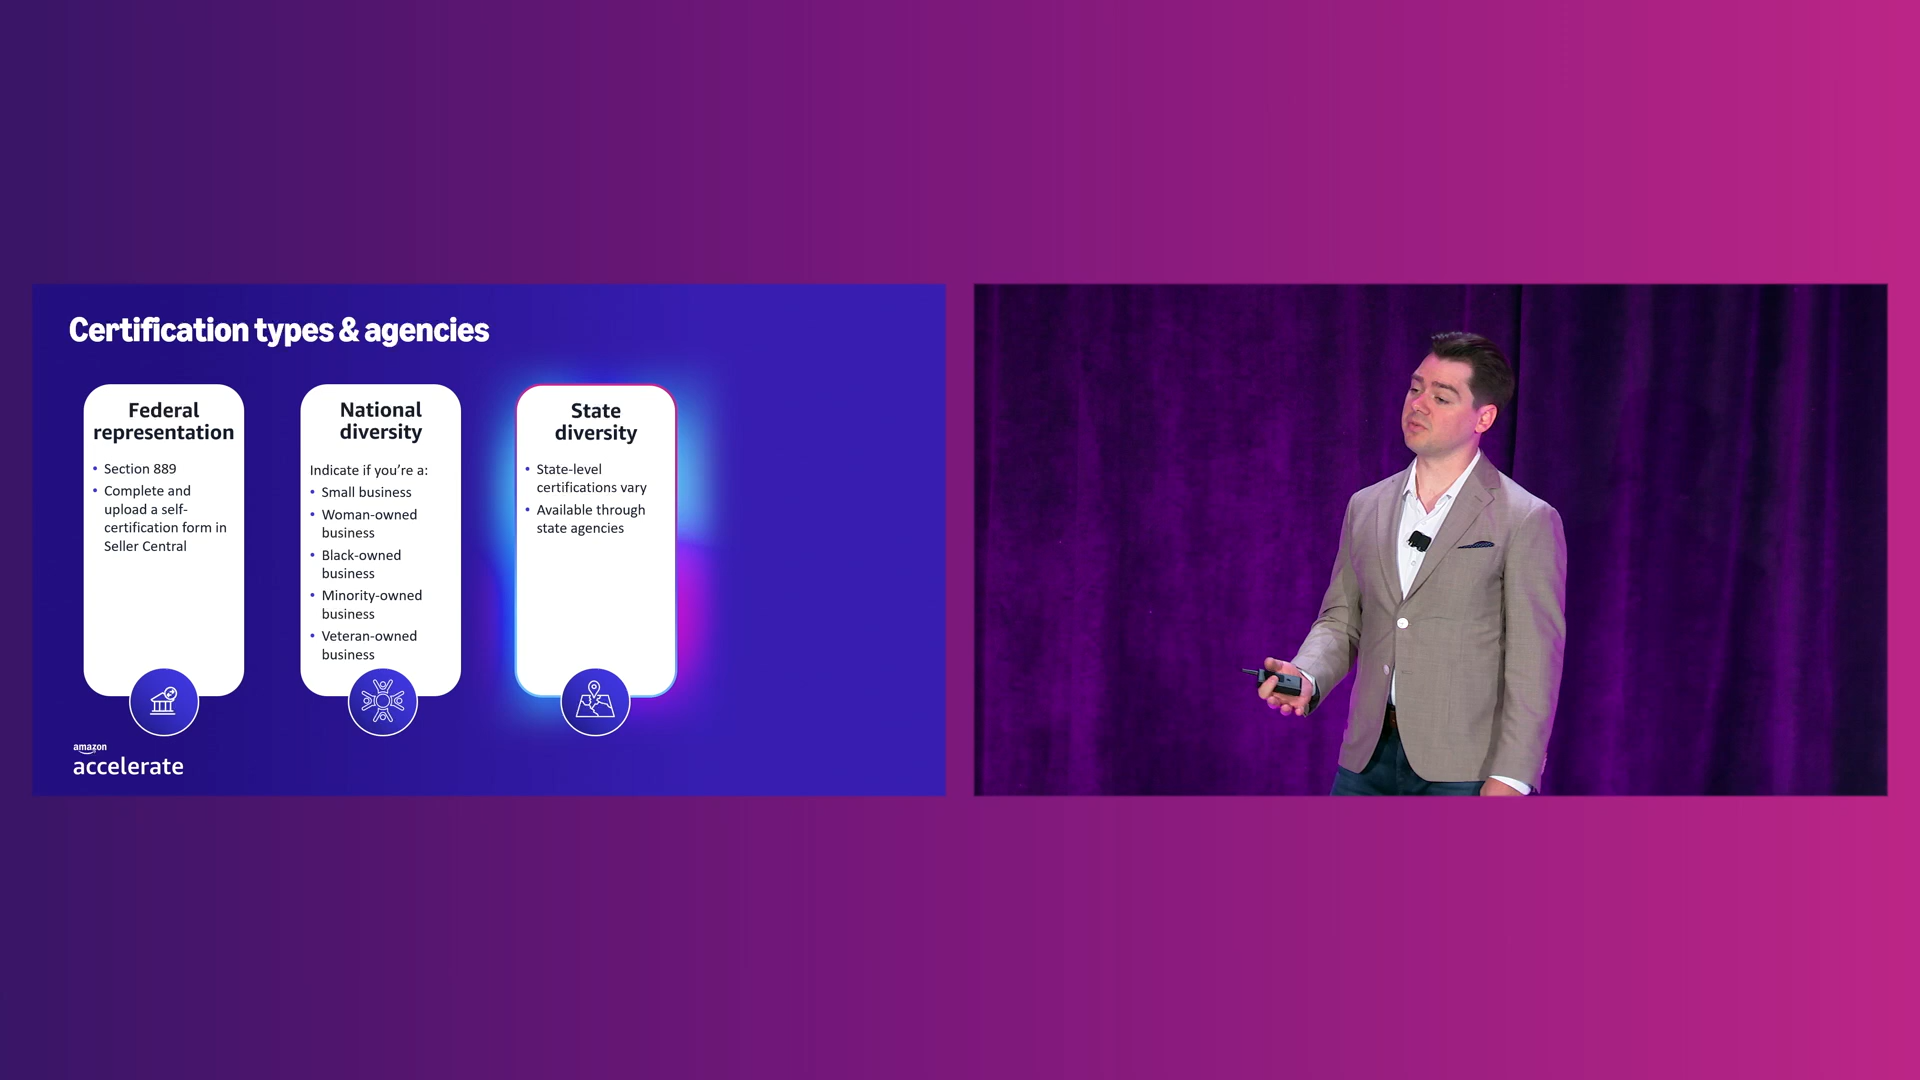 Certification types & agencies
Federal
representation
• Section 889
• Complete and
upload a self-
certification form in
Seller Central
National
diversity
Indicate if you’re a:
• Small business
• Woman-owned
business
• Black-owned
business
• Minority-owned
business
• Veteran-owned
business
State
diversity
• State-level
certifications vary
• Available through
state agencies
amazon
accelerate